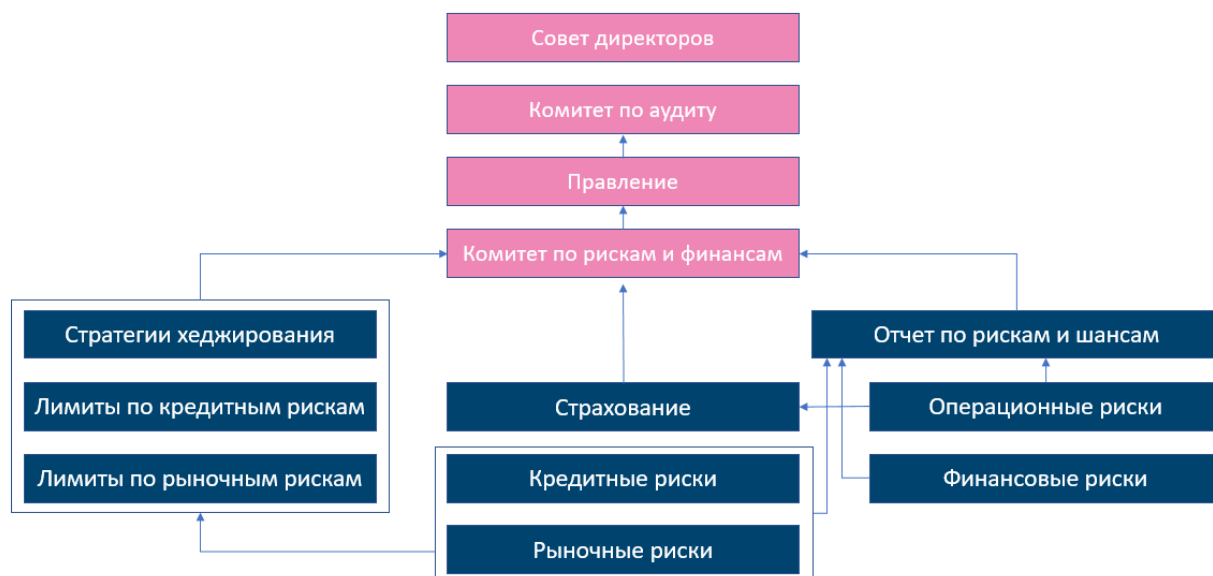 Совет директоров
Комитет по аудиту
Правление
Комитет по рискам и финансам
Стратегии хеджирования
Отчет по рискам и шансам
Лимиты по кредитным рискам
Страхование
Операционные риски
Лимиты по рыночным рискам
Кредитные риски
Финансовые риски
Рыночные риски